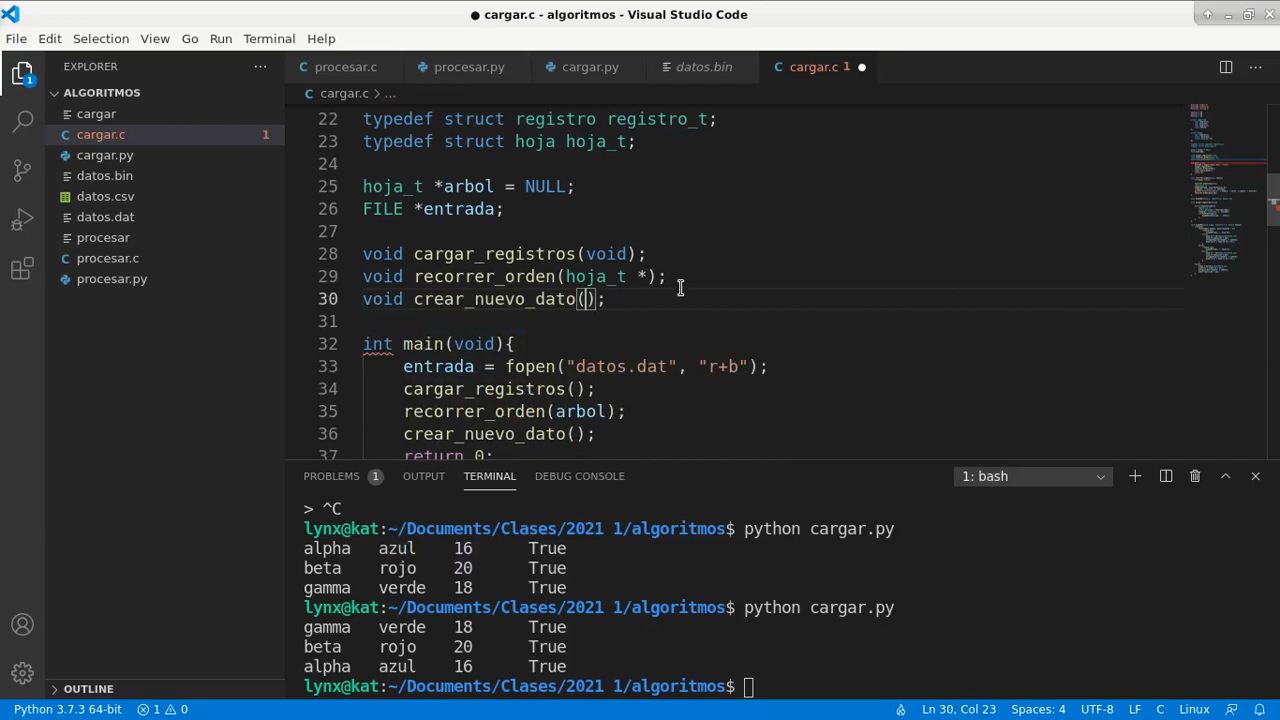 ● cargar.c - algoritmos - Visual Studio Code
File Edit Selection View Go Run Terminal Help
EXPLORER ...
procesar.c procesar.py cargar.py datos.bin cargar.c 1 ●
1
ALGORITMOS
cargar
cargar.c 1
cargar.py
datos.bin
datos.csv
datos.dat
procesar
procesar.c
procesar.py
OUTLINE
cargar.c > ...
22 typedef struct registro registro_t;
23 typedef struct hoja hoja_t;
24
25 hoja_t *arbol = NULL;
26 FILE *entrada;
27
28 void cargar_registros(void);
29 void recorrer_orden(hoja_t *);
30 void crear_nuevo_dato();
31
32 int main(void){
33 entrada = fopen("datos.dat", "r+b");
34 cargar_registros();
35 recorrer_orden(arbol);
36 crear_nuevo_dato();
37 return 0;
PROBLEMS 1 OUTPUT TERMINAL DEBUG CONSOLE 1: bash
> ^C
lynx@kat:~/Documents/Clases/2021 1/algoritmos$ python cargar.py
alpha azul 16 True
beta rojo 20 True
gamma verde 18 True
lynx@kat:~/Documents/Clases/2021 1/algoritmos$ python cargar.py
gamma verde 18 True
beta rojo 20 True
alpha azul 16 True
lynx@kat:~/Documents/Clases/2021 1/algoritmos$
Python 3.7.3 64-bit 1 0 Ln 30, Col 23 Spaces: 4 UTF-8 LF C Linux